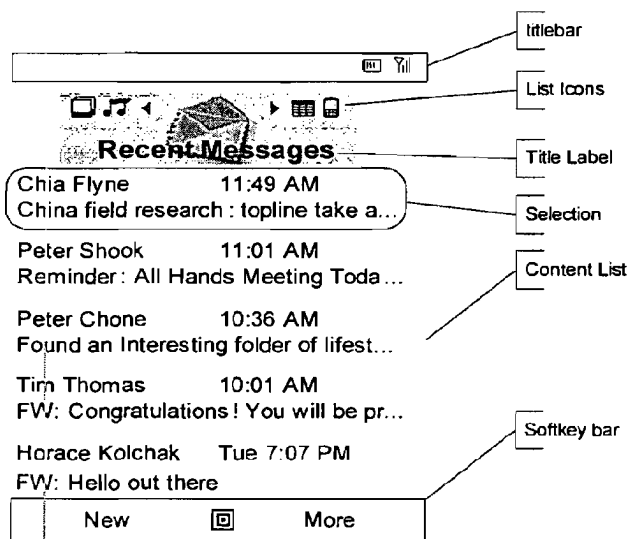 titlebar
List Icons
Recent Messages
Title Label
Chia Flyne 11:49 AM
China field research : topline take a...
Selection
Peter Shook 11:01 AM
Reminder: All Hands Meeting Toda...
Content List
Peter Chone 10:36 AM
Found an Interesting folder of lifest...
Tim Thomas 10:01 AM
FW: Congratulations! You will be pr...
Softkey bar
Horace Kolchak Tue 7:07 PM
FW: Hello out there
New More